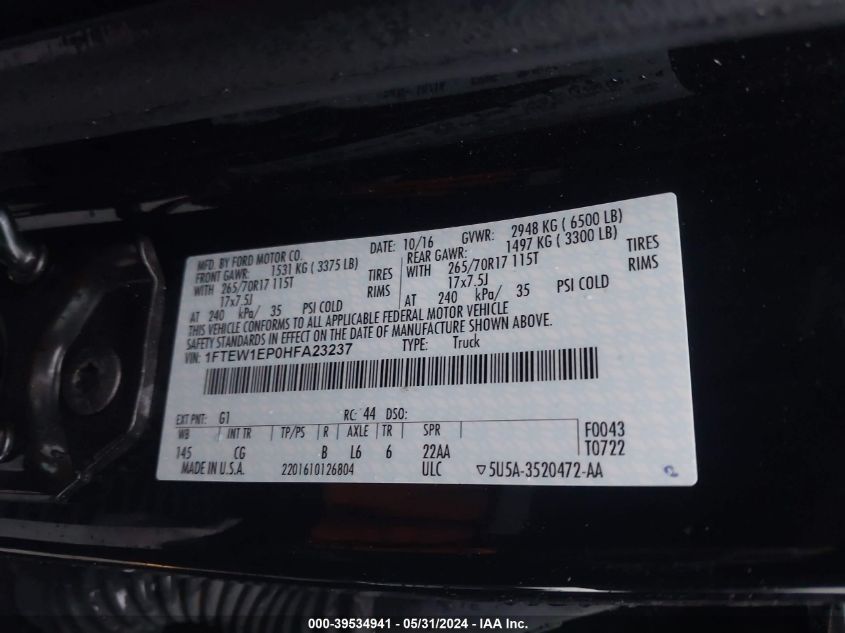 MFD. BY FORD MOTOR CO. DATE: 10/16 GVWR: 2948 KG ( 6500 LB)
FRONT GAWR: 1531 KG ( 3375 LB) REAR GAWR: 1497 KG ( 3300 LB)
WITH 265/70R17 115T TIRES WITH 265/70R17 115T TIRES
17x7.5J RIMS 17x7.5J RIMS
AT 240 kPa/ 35 PSI COLD AT 240 kPa/ 35 PSI COLD
THIS VEHICLE CONFORMS TO ALL APPLICABLE FEDERAL MOTOR VEHICLE
SAFETY STANDARDS IN EFFECT ON THE DATE OF MANUFACTURE SHOWN ABOVE.
VIN: 1FTEW1EP0HFA23237 TYPE: Truck
EXT PNT: G1 RC: 44 DSO:
WB INT TR TP/PS R AXLE TR SPR F0043
145 CG B L6 6 22AA T0722
MADE IN U.S.A. 2201610126804 ULC ▽5U5A-3520472-AA
000-39534941 - 05/31/2024 - IAA Inc.